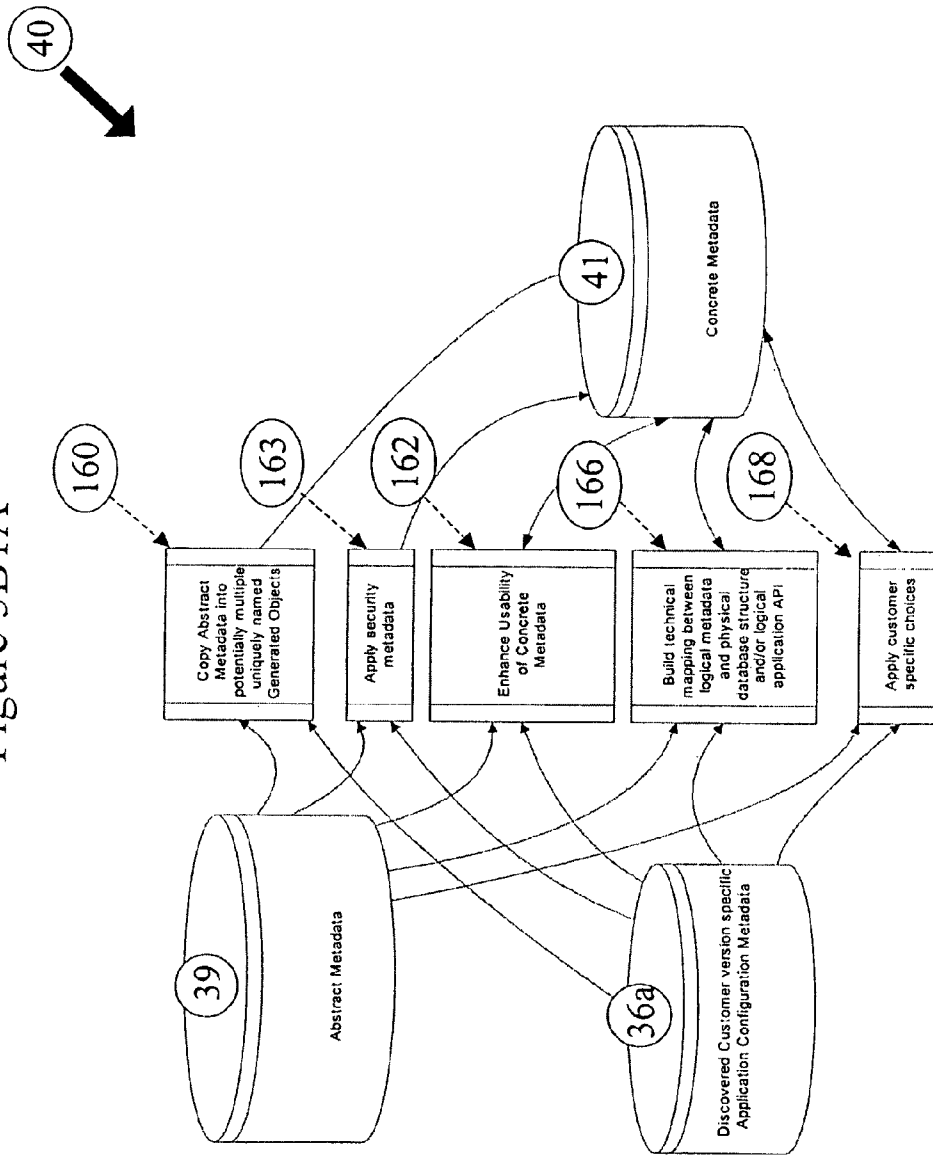 Figure 5B1A
40
160
Copy Abstract
Metadata into
potentially multiple
uniquely named
Generated Objects
163
Apply security
metadata
162
Enhance Usability
of Concrete
Metadata
166
Build technical
mapping between
logical metadata
and physical
database structure
and/or logical
application API
168
Apply customer
specific choices
39
Abstract Metadata
36a
Discovered Customer version specific
Application Configuration Metadata
41
Concrete Metadata